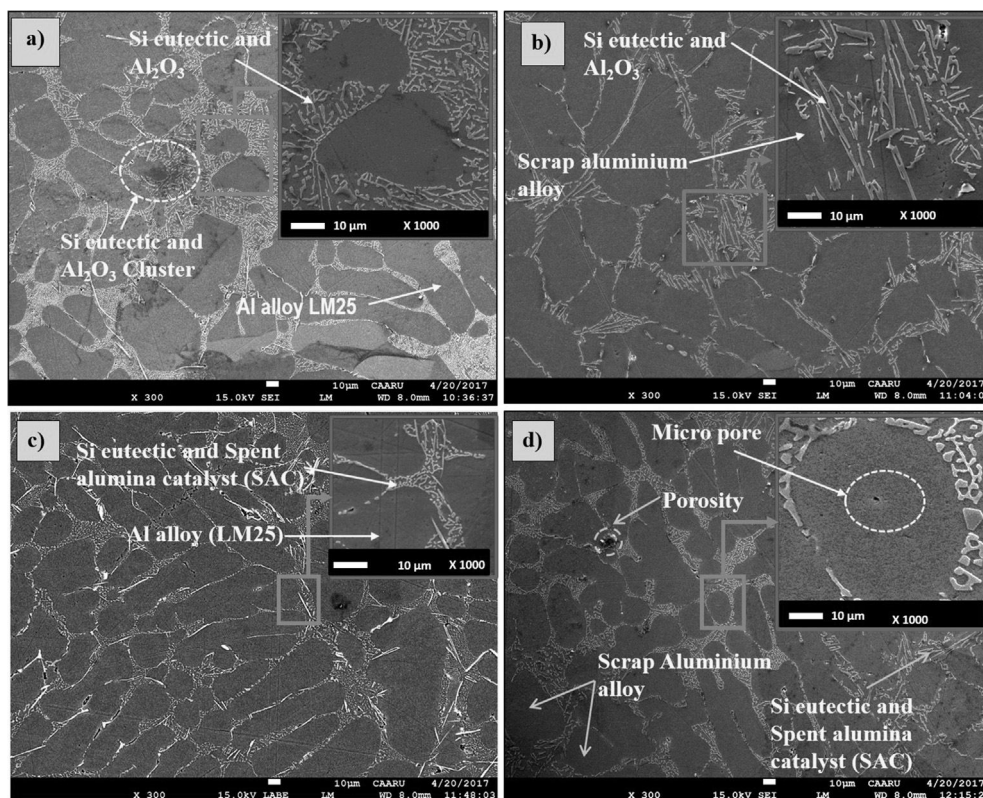 a)
Si eutectic and
Al₂O₃
10 µm X 1000
Si eutectic and
Al₂O₃ Cluster
Al alloy LM25
10µm CAARU 4/20/2017
X 300 15.0kV SEI LM WD 8.0mm 10:36:37
b)
Si eutectic and
Al₂O₃
Scrap aluminium
alloy
10 µm X 1000
10µm CAARU 4/20/2017
X 300 15.0kV SEI LM WD 8.0mm 11:04:0
c)
Si eutectic and Spent
alumina catalyst (SAC)
Al alloy (LM25)
10 µm X 1000
10µm CAARU 4/20/2017
X 300 15.0kV LABE LM WD 8.0mm 11:48:03
d)
Micro pore
Porosity
10 µm X 1000
Scrap Aluminium
alloy
Si eutectic and
Spent alumina
catalyst (SAC)
10µm CAARU 4/20/2017
X 300 15.0kV SEI LM WD 8.0mm 12:15:2